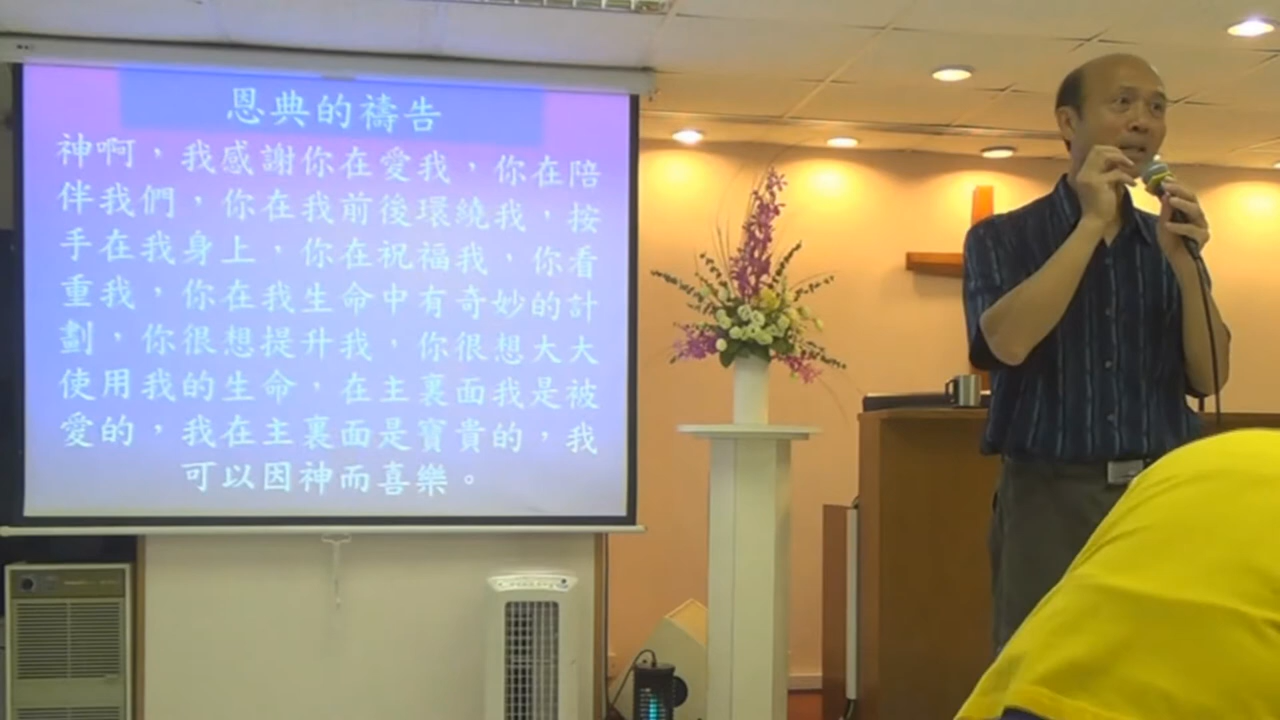 恩典的禱告
神啊，我感謝你在愛我，你在陪
伴我們，你在我前後環繞我，按
手在我身上，你在祝福我，你看
重我，你在我生命中有奇妙的計
劃，你很想提升我，你很想大大
使用我的生命，在主裏面我是被
愛的，我在主裏面是寶貴的，我
可以因神而喜樂。